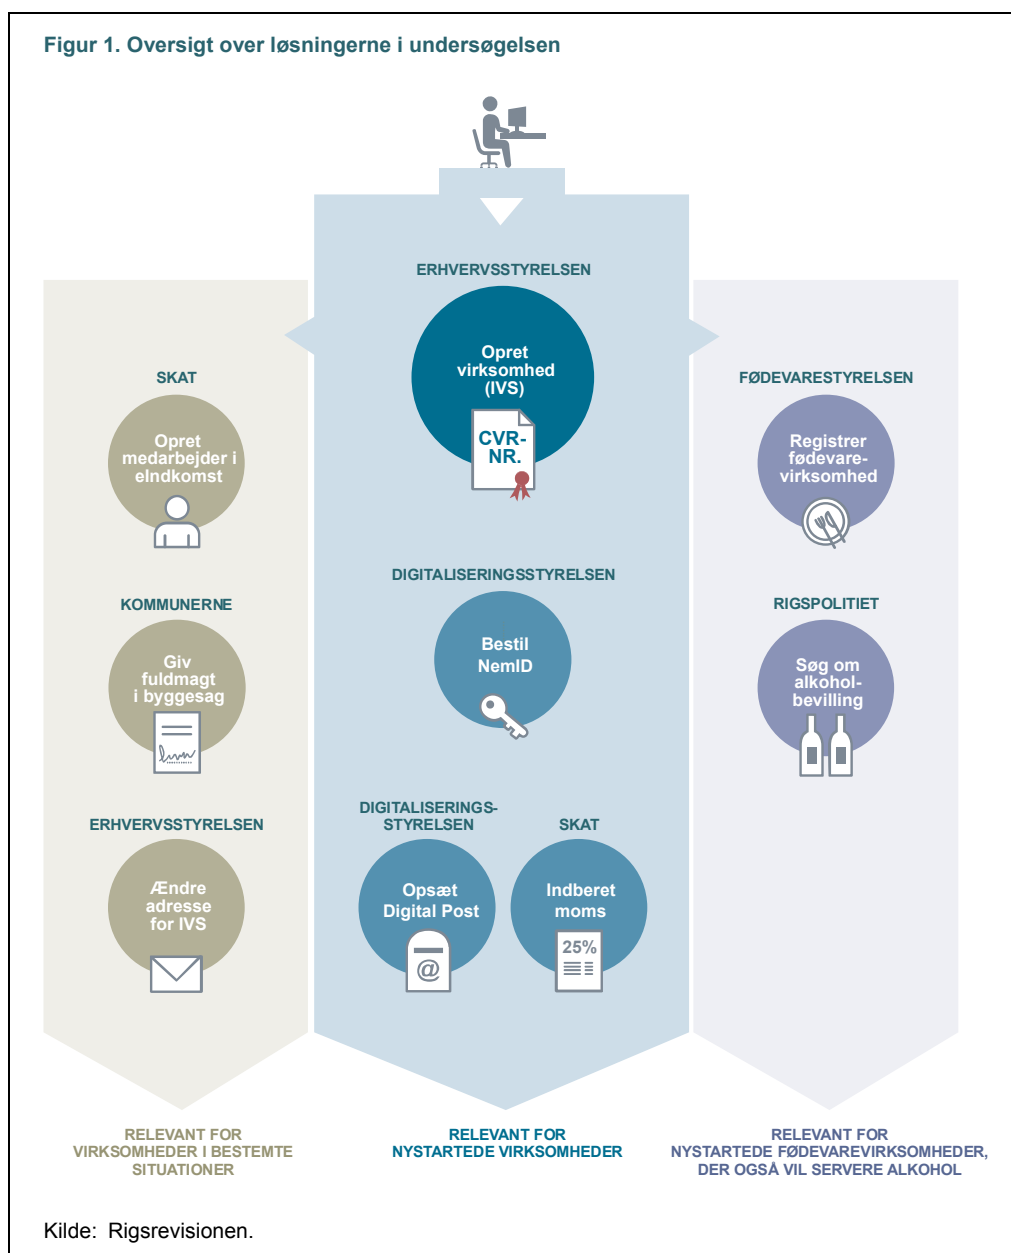 Figur 1. Oversigt over løsningerne i undersøgelsen
ERHVERVSSTYRELSEN
Opret
virksomhed
(IVS)
CVR-
NR.
DIGITALISERINGSSTYRELSEN
Bestil
NemID
DIGITALISERINGS-
STYRELSEN
Opsæt
Digital Post
@
SKAT
Indberet
moms
25%
RELEVANT FOR
NYSTARTEDE VIRKSOMHEDER
SKAT
Opret
medarbejder i
eIndkomst
KOMMUNERNE
Giv
fuldmagt
i byggesag
ERHVERVSSTYRELSEN
Ændre
adresse
for IVS
RELEVANT FOR
VIRKSOMHEDER I BESTEMTE
SITUATIONER
FØDEVARESTYRELSEN
Registrer
fødevare-
virksomhed
RIGSPOLITIET
Søg om
alkohol-
bevilling
RELEVANT FOR
NYSTARTEDE FØDEVAREVIRKSOMHEDER,
DER OGSÅ VIL SERVERE ALKOHOL
Kilde: Rigsrevisionen.